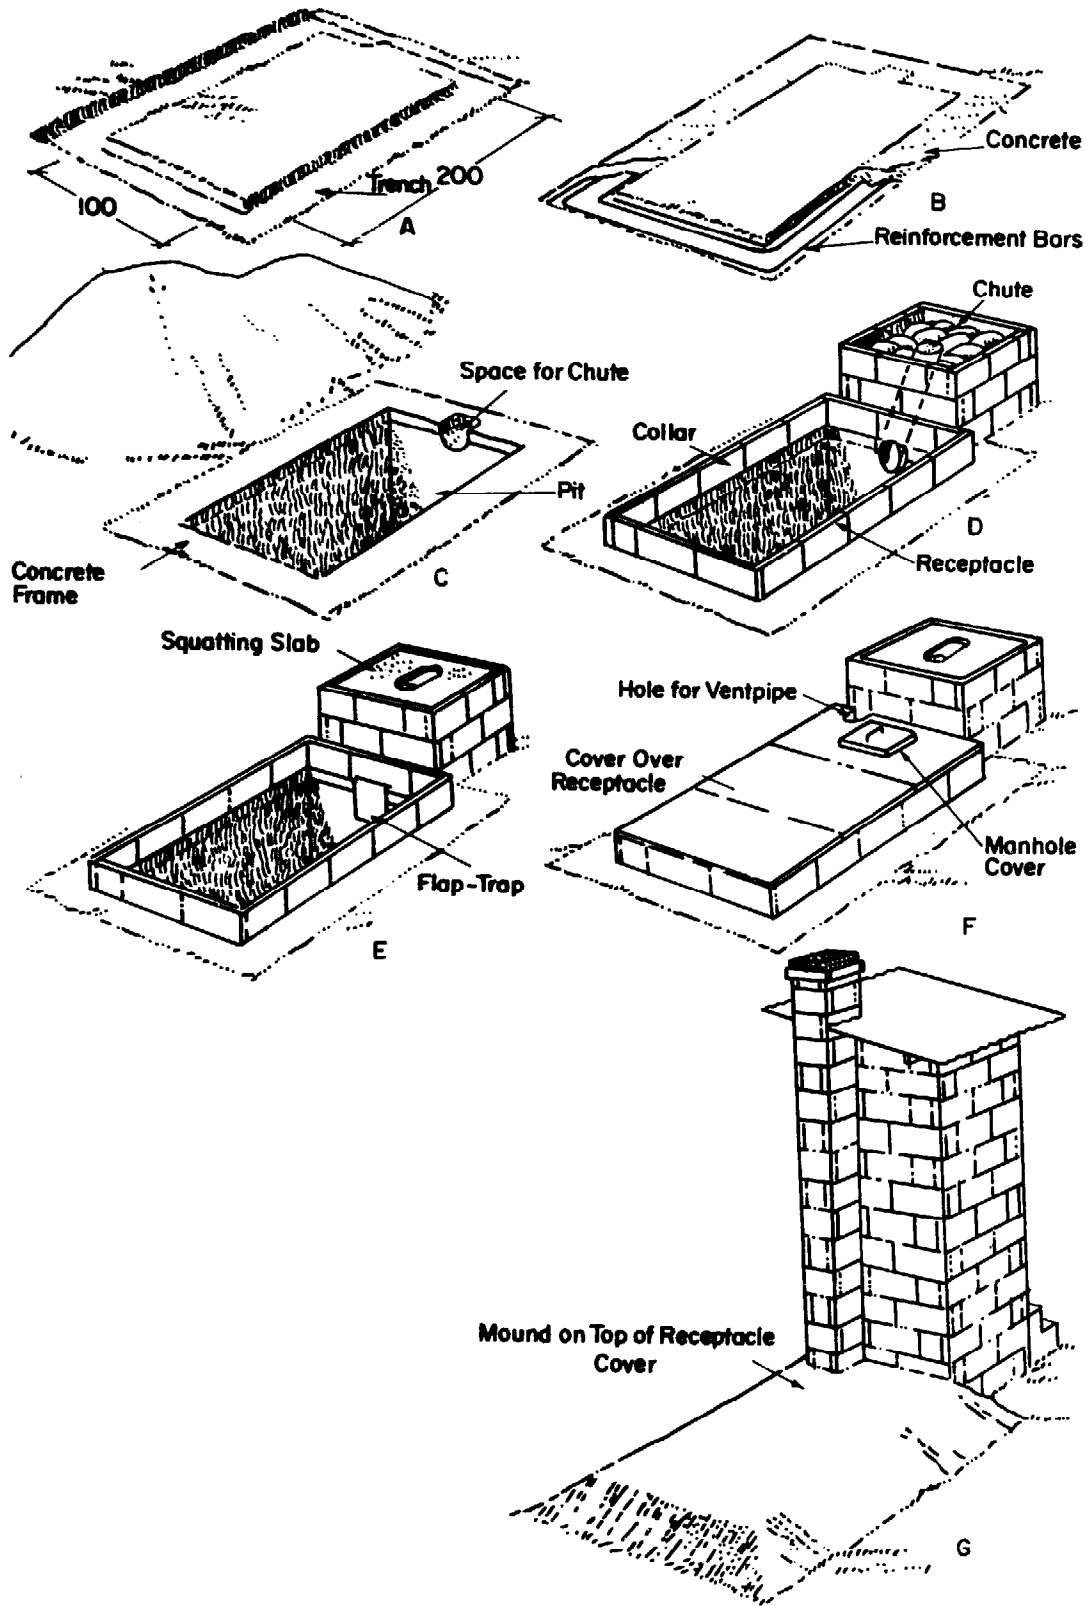 100
Trench
200
A
Concrete
B
Reinforcement Bars
Space for Chute
Pit
Concrete
Frame
C
Chute
Collar
D
Receptacle
Squatting Slab
Flap-Trap
E
Hole for Ventpipe
Cover Over
Receptacle
Manhole
Cover
F
Mound on Top of Receptacle
Cover
G